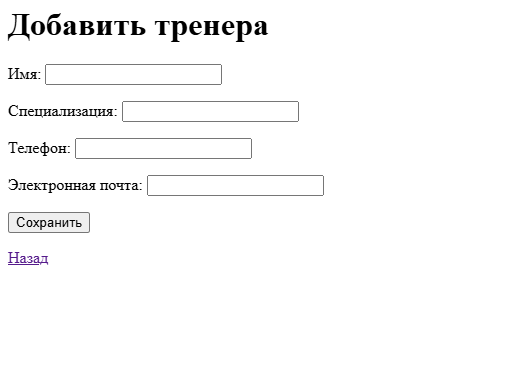 Добавить тренера
Имя:
Специализация:
Телефон:
Электронная почта:
Сохранить
Назад